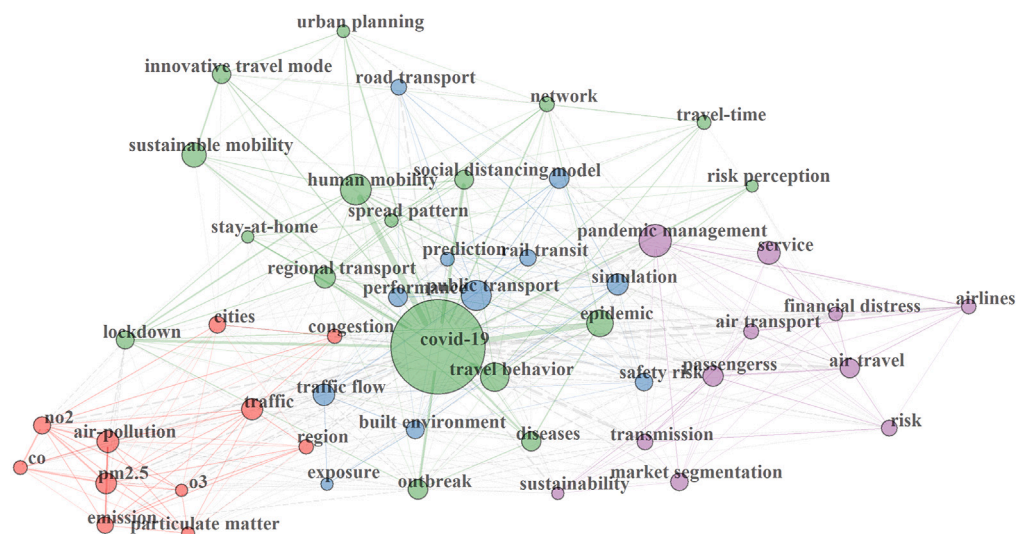 urban planning
innovative travel mode
road transport
network
travel-time
sustainable mobility
social distancing
model
human mobility
risk perception
spread pattern
stay-at-home
pandemic management
service
prediction
rail transit
regional transport
simulation
performance
public transport
financial distress
airlines
epidemic
cities
congestion
air transport
lockdown
covid-19
travel behavior
passengerss
air travel
safety risk
traffic flow
traffic
no2
air-pollution
region
built environment
diseases
transmission
risk
co
pm2.5
o3
exposure
outbreak
sustainability
market segmentation
emission
particulate matter